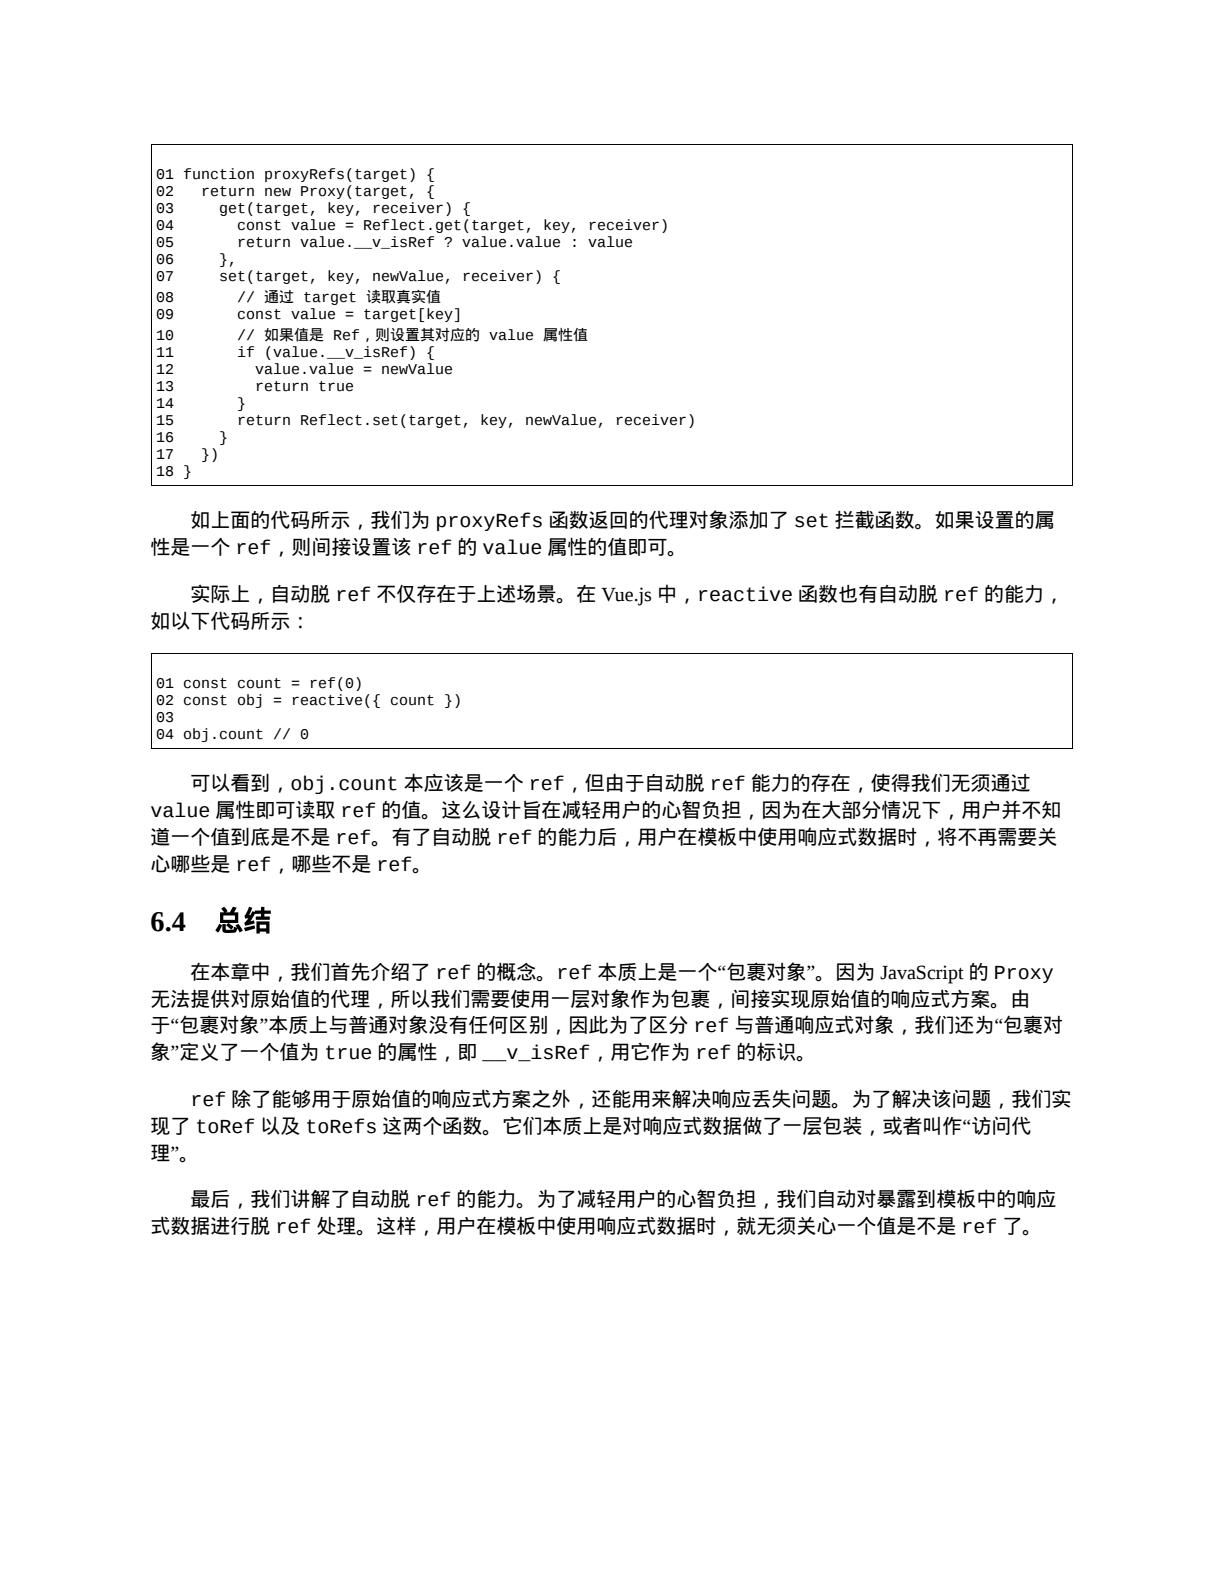 01 function proxyRefs(target) {
02   return new Proxy(target, {
03     get(target, key, receiver) {
04       const value = Reflect.get(target, key, receiver)
05       return value.__v_isRef ? value.value : value
06     },
07     set(target, key, newValue, receiver) {
08       // 通过 target 读取真实值
09       const value = target[key]
10       // 如果值是 Ref，则设置其对应的 value 属性值
11       if (value.__v_isRef) {
12         value.value = newValue
13         return true
14       }
15       return Reflect.set(target, key, newValue, receiver)
16     }
17   })
18 }
如上面的代码所示，我们为 proxyRefs 函数返回的代理对象添加了 set 拦截函数。如果设置的属
性是一个 ref，则间接设置该 ref 的 value 属性的值即可。
实际上，自动脱 ref 不仅存在于上述场景。在 Vue.js 中，reactive 函数也有自动脱 ref 的能力，
如以下代码所示：
01 const count = ref(0)
02 const obj = reactive({ count })
03
04 obj.count // 0
可以看到，obj.count 本应该是一个 ref，但由于自动脱 ref 能力的存在，使得我们无须通过
value 属性即可读取 ref 的值。这么设计旨在减轻用户的心智负担，因为在大部分情况下，用户并不知
道一个值到底是不是 ref。有了自动脱 ref 的能力后，用户在模板中使用响应式数据时，将不再需要关
心哪些是 ref，哪些不是 ref。
6.4 总结
在本章中，我们首先介绍了 ref 的概念。ref 本质上是一个“包裹对象”。因为 JavaScript 的 Proxy
无法提供对原始值的代理，所以我们需要使用一层对象作为包裹，间接实现原始值的响应式方案。由
于“包裹对象”本质上与普通对象没有任何区别，因此为了区分 ref 与普通响应式对象，我们还为“包裹对
象”定义了一个值为 true 的属性，即 __v_isRef，用它作为 ref 的标识。
ref 除了能够用于原始值的响应式方案之外，还能用来解决响应丢失问题。为了解决该问题，我们实
现了 toRef 以及 toRefs 这两个函数。它们本质上是对响应式数据做了一层包装，或者叫作“访问代
理”。
最后，我们讲解了自动脱 ref 的能力。为了减轻用户的心智负担，我们自动对暴露到模板中的响应
式数据进行脱 ref 处理。这样，用户在模板中使用响应式数据时，就无须关心一个值是不是 ref 了。